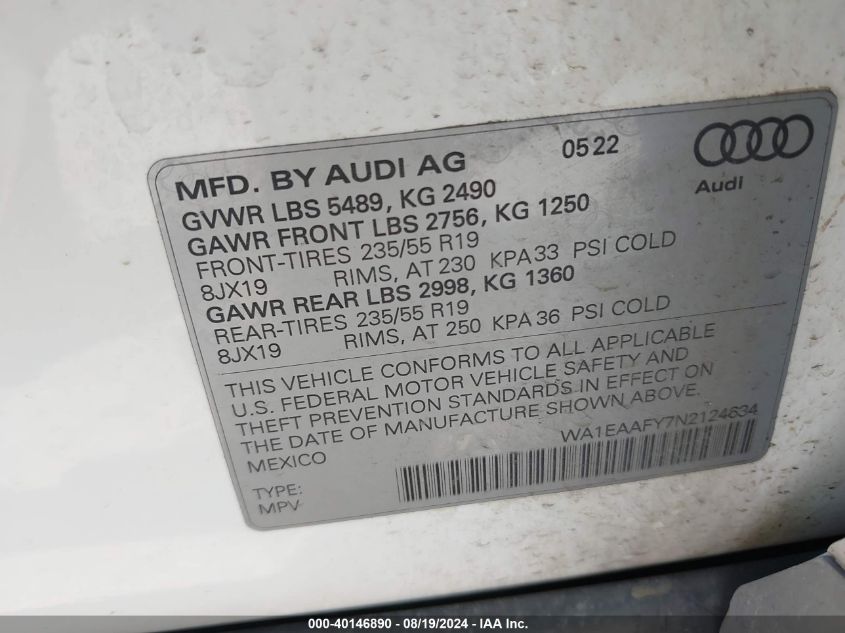 MFD. BY AUDI AG 05 22
Audi
GVWR LBS 5489, KG 2490
GAWR FRONT LBS 2756, KG 1250
FRONT-TIRES 235/55 R19
8JX19 RIMS, AT 230 KPA 33 PSI COLD
GAWR REAR LBS 2998, KG 1360
REAR-TIRES 235/55 R19
8JX19 RIMS, AT 250 KPA 36 PSI COLD
THIS VEHICLE CONFORMS TO ALL APPLICABLE
U.S. FEDERAL MOTOR VEHICLE SAFETY AND
THEFT PREVENTION STANDARDS IN EFFECT ON
THE DATE OF MANUFACTURE SHOWN ABOVE.
MEXICO WA1EAAFY7N2124634
TYPE:
MPV
000-40146890 - 08/19/2024 - IAA Inc.